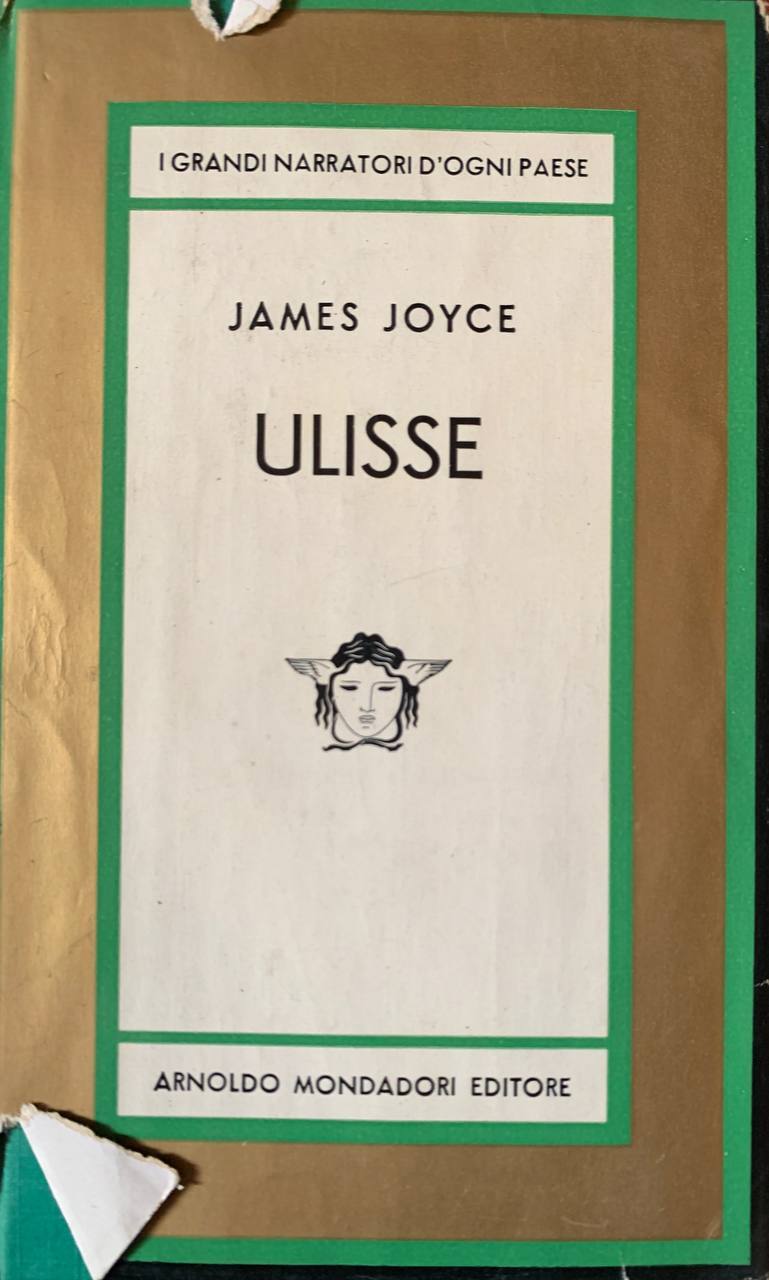 I GRANDI NARRATORI D'OGNI PAESE
JAMES JOYCE
ULISSE
ARNOLDO MONDADORI EDITORE